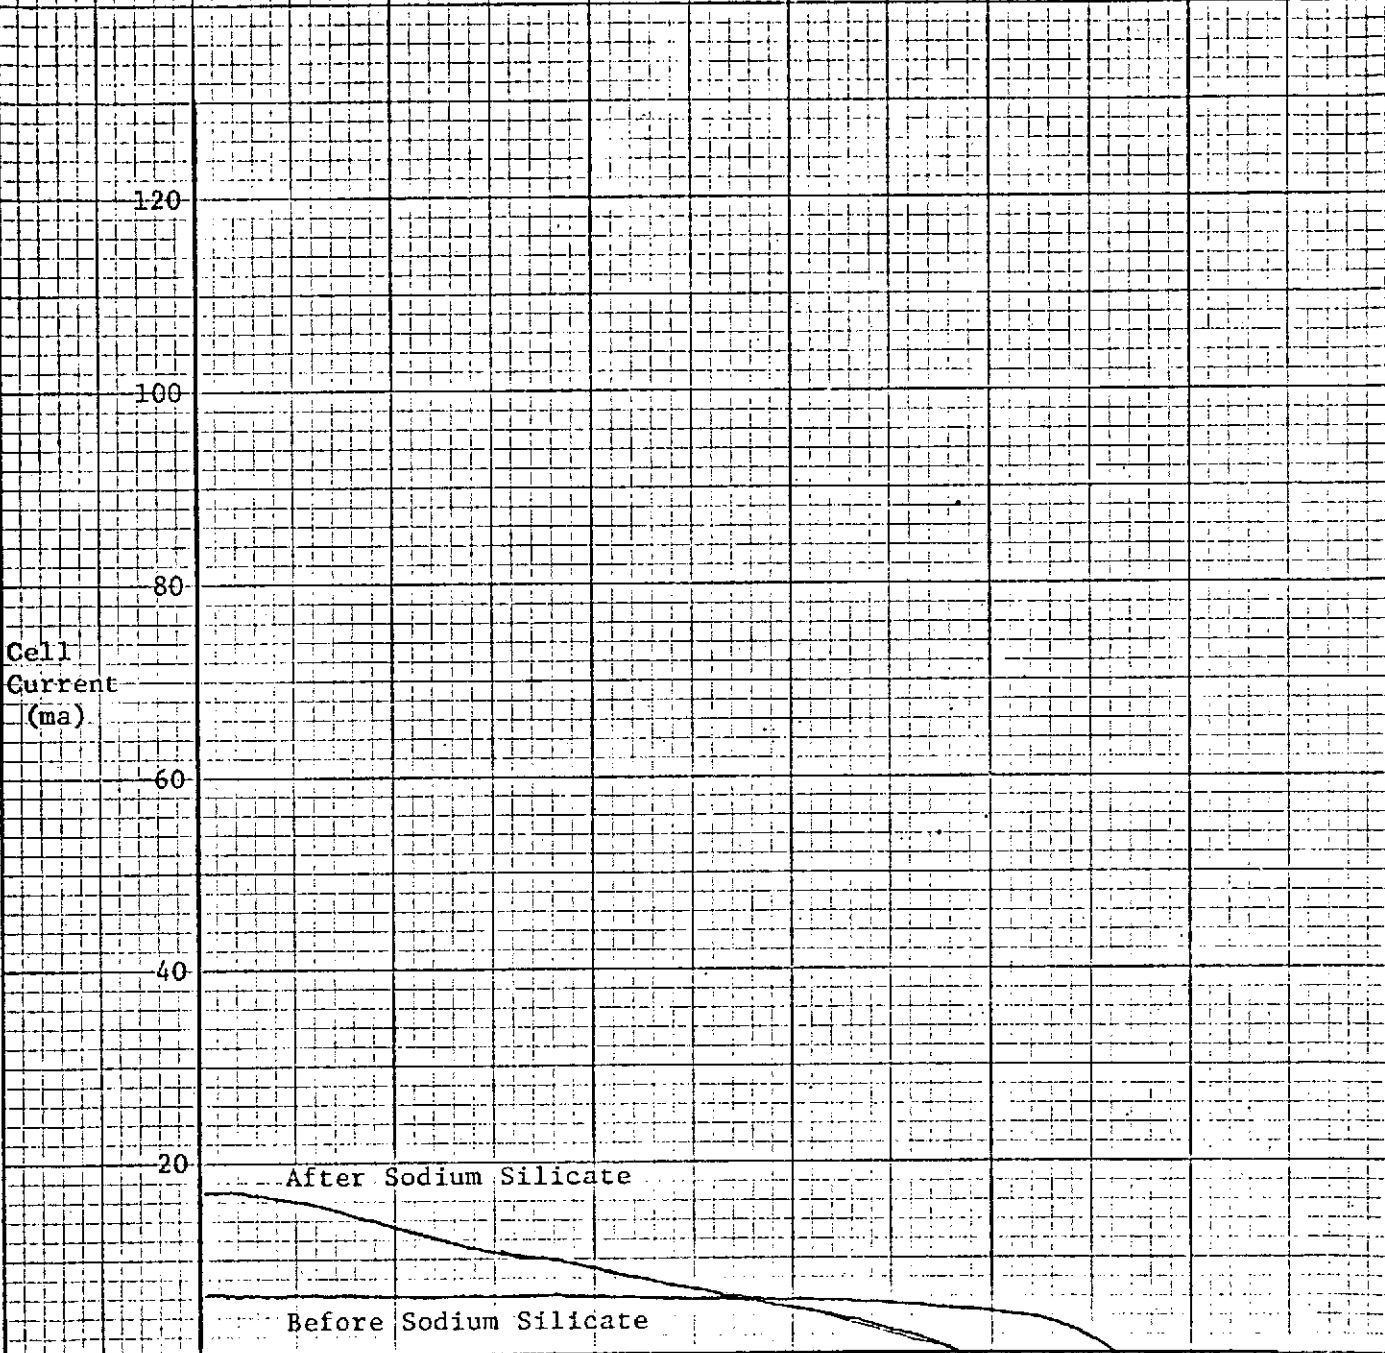 120
100
80
Cell
Current
(ma)
60
40
20
After Sodium Silicate
Before Sodium Silicate